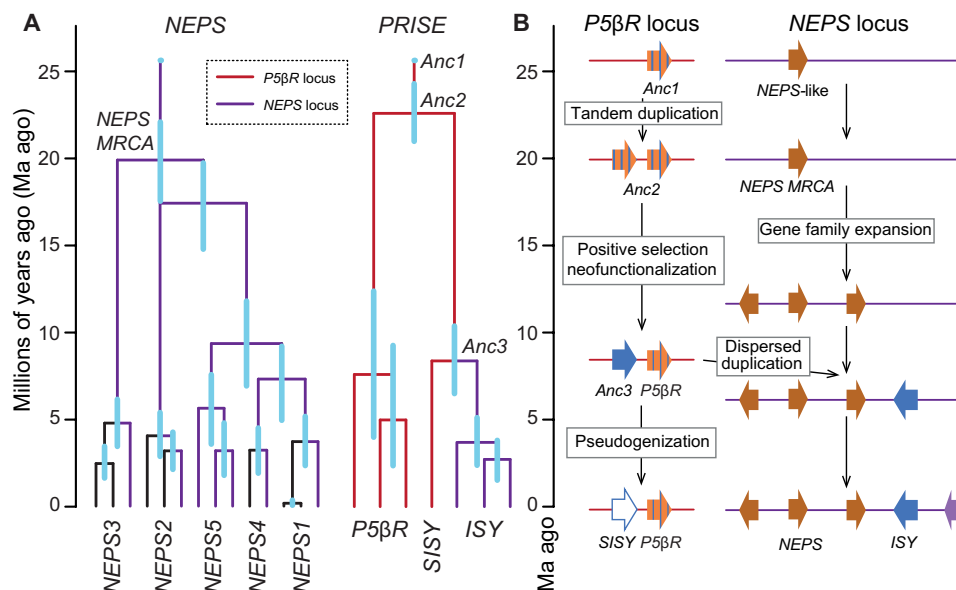 A
NEPS
PRISE
Millions of years ago (Ma ago)
25
20
15
10
5
0
P5βR locus
NEPS locus
NEPS
MRCA
Anc1
Anc2
Anc3
NEPS3
NEPS2
NEPS5
NEPS4
NEPS1
P5βR
SISY
ISY
B
P5βR locus
NEPS locus
25
20
15
10
5
0
Ma ago
Anc1
NEPS-like
Tandem duplication
Anc2
NEPS MRCA
Positive selection
neofunctionalization
Gene family expansion
Anc3
P5βR
Dispersed
duplication
Pseudogenization
SISY
P5βR
NEPS
ISY